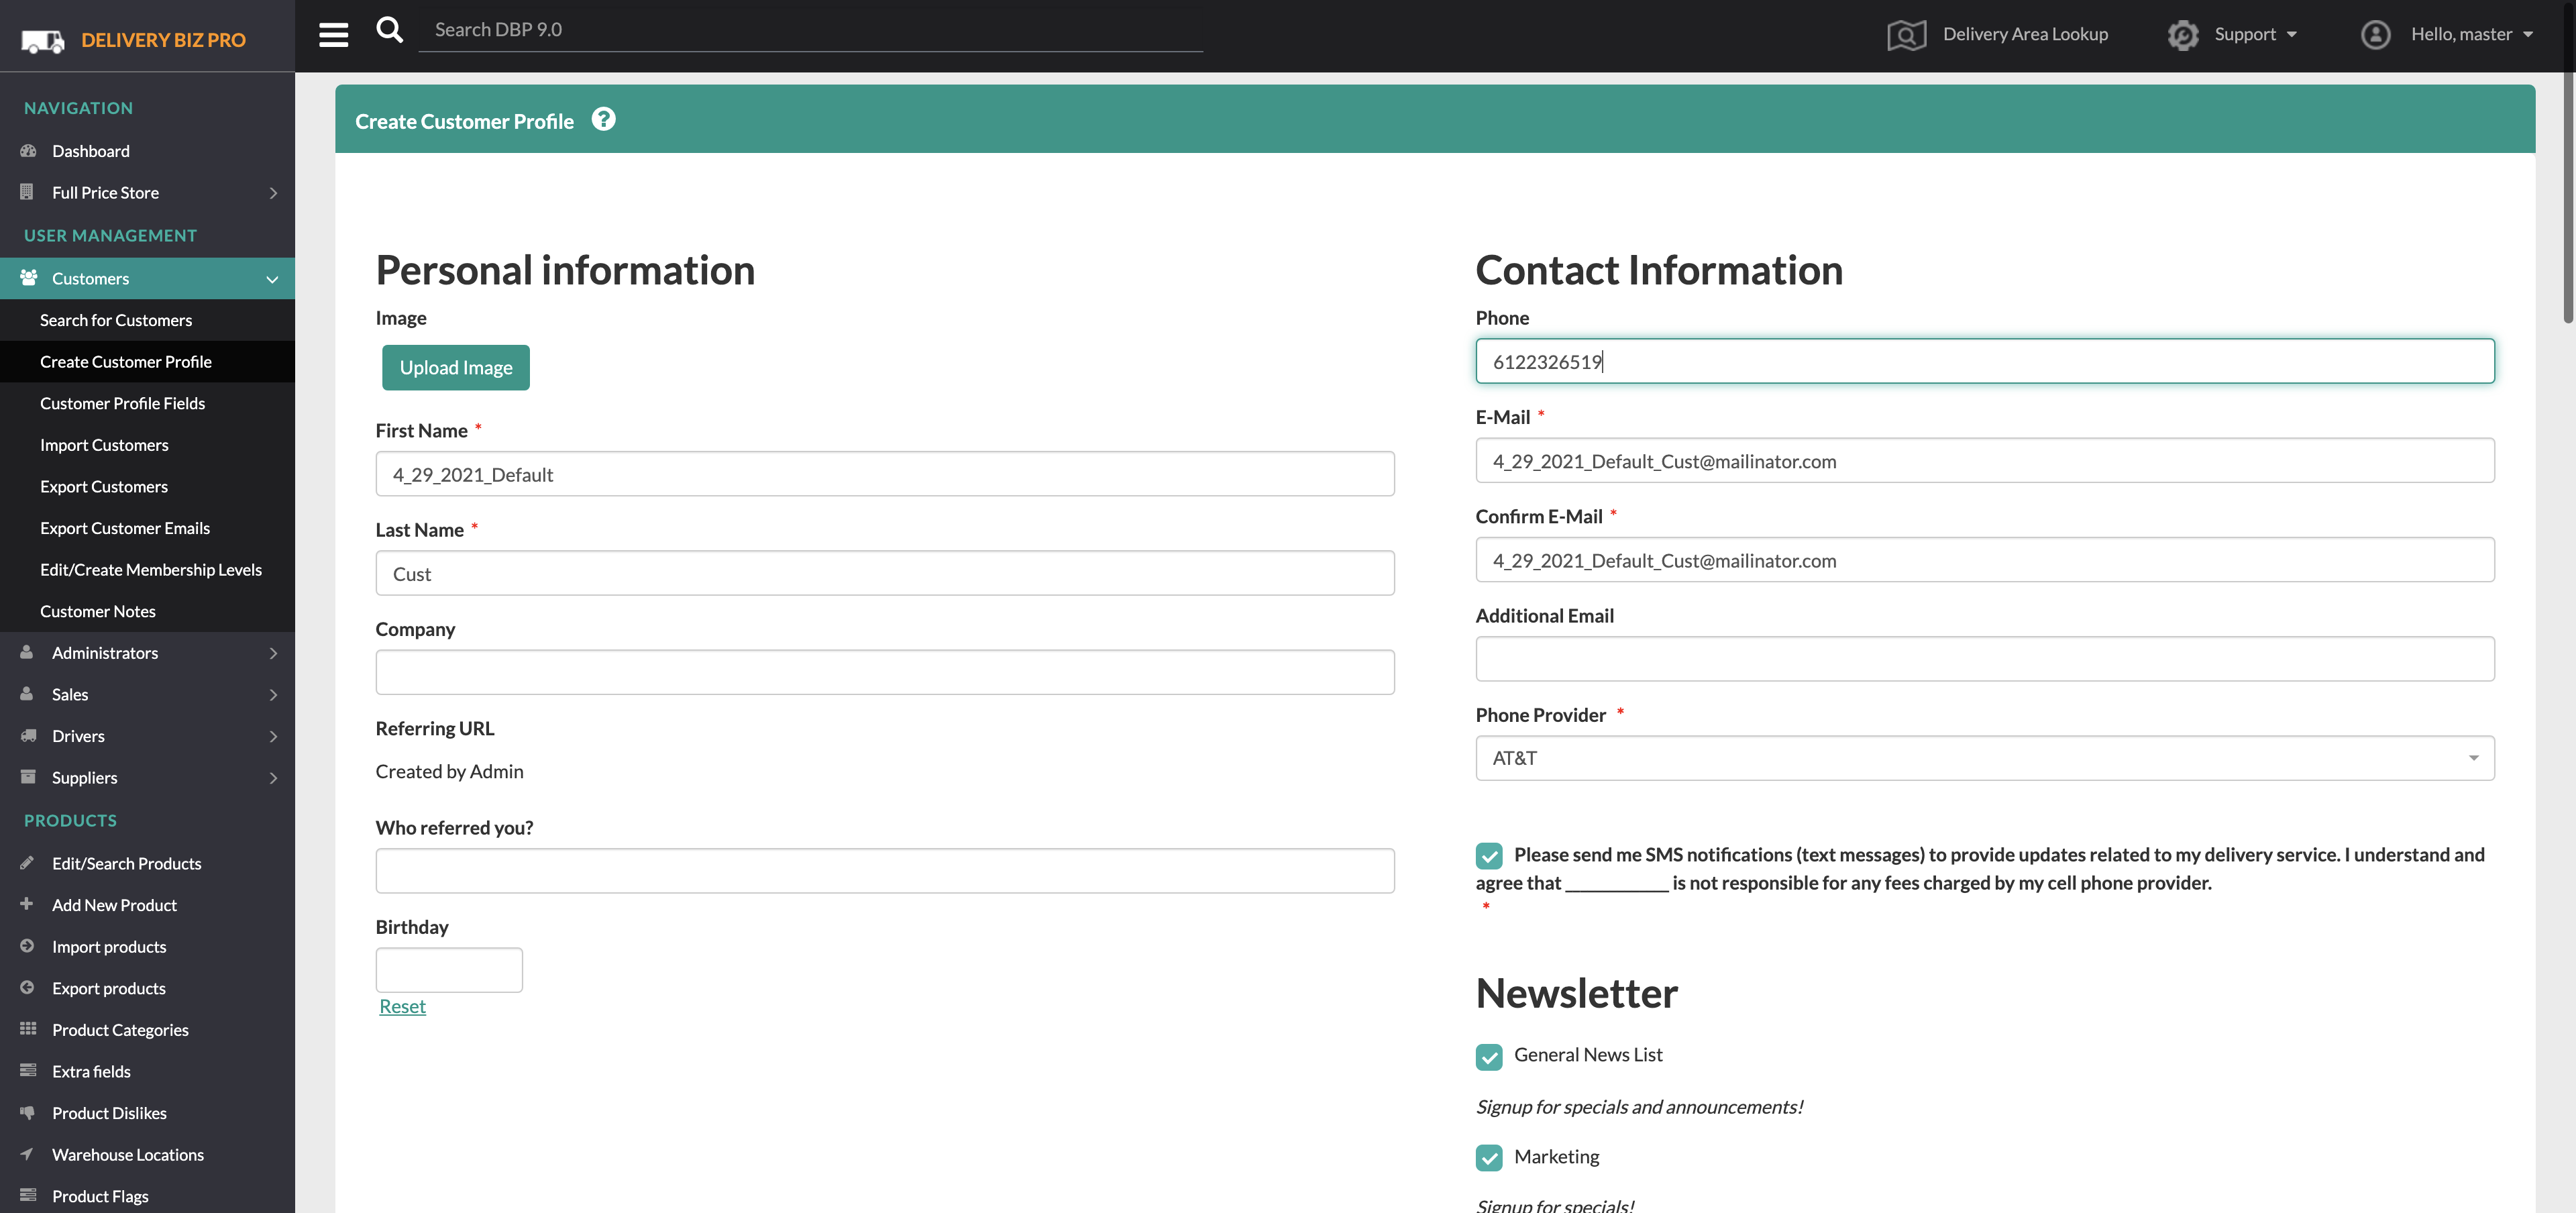 DELIVERY BIZ PRO
Search DBP 9.0
Delivery Area Lookup
Support
Hello, master
NAVIGATION
Dashboard
Full Price Store
USER MANAGEMENT
Customers
Search for Customers
Create Customer Profile
Customer Profile Fields
Import Customers
Export Customers
Export Customer Emails
Edit/Create Membership Levels
Customer Notes
Administrators
Sales
Drivers
Suppliers
PRODUCTS
Edit/Search Products
Add New Product
Import products
Export products
Product Categories
Extra fields
Product Dislikes
Warehouse Locations
Product Flags
Create Customer Profile ?
Personal information
Image
Upload Image
First Name *
4_29_2021_Default
Last Name *
Cust
Company
Referring URL
Created by Admin
Who referred you?
Birthday
Reset
Contact Information
Phone
6122326519
E-Mail *
4_29_2021_Default_Cust@mailinator.com
Confirm E-Mail *
4_29_2021_Default_Cust@mailinator.com
Additional Email
Phone Provider *
AT&T
Please send me SMS notifications (text messages) to provide updates related to my delivery service. I understand and
agree that ___________ is not responsible for any fees charged by my cell phone provider.
*
Newsletter
General News List
Signup for specials and announcements!
Marketing
Signup for specials!